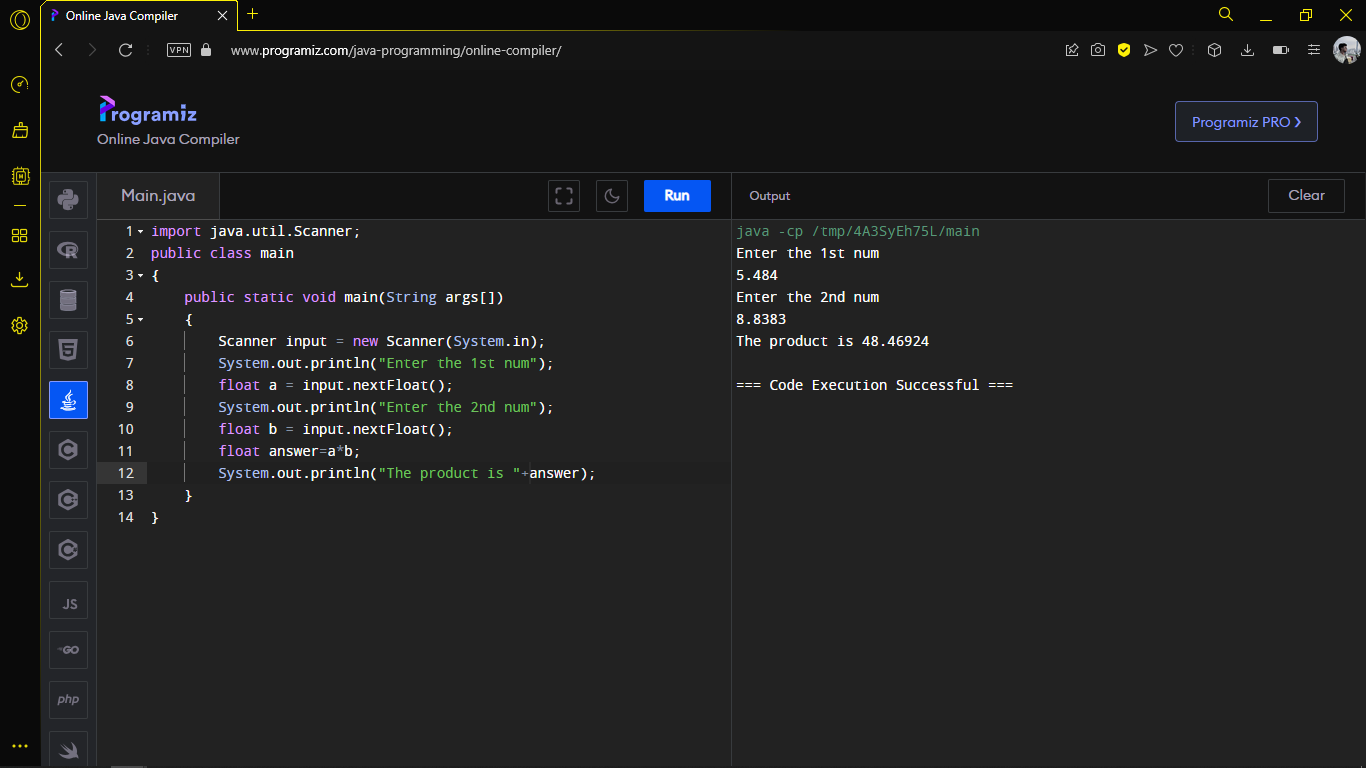 Online Java Compiler
VPN
www.programiz.com/java-programming/online-compiler/
Programiz
Online Java Compiler
Programiz PRO ❯
Main.java
Run
Output
Clear
1 import java.util.Scanner;
2 public class main
3 {
4 public static void main(String args[])
5 {
6 Scanner input = new Scanner(System.in);
7 System.out.println("Enter the 1st num");
8 float a = input.nextFloat();
9 System.out.println("Enter the 2nd num");
10 float b = input.nextFloat();
11 float answer=a*b;
12 System.out.println("The product is "+answer);
13 }
14 }
java -cp /tmp/4A3SyEh75L/main
Enter the 1st num
5.484
Enter the 2nd num
8.8383
The product is 48.46924
=== Code Execution Successful ===
R
5
C
C
C
JS
GO
php